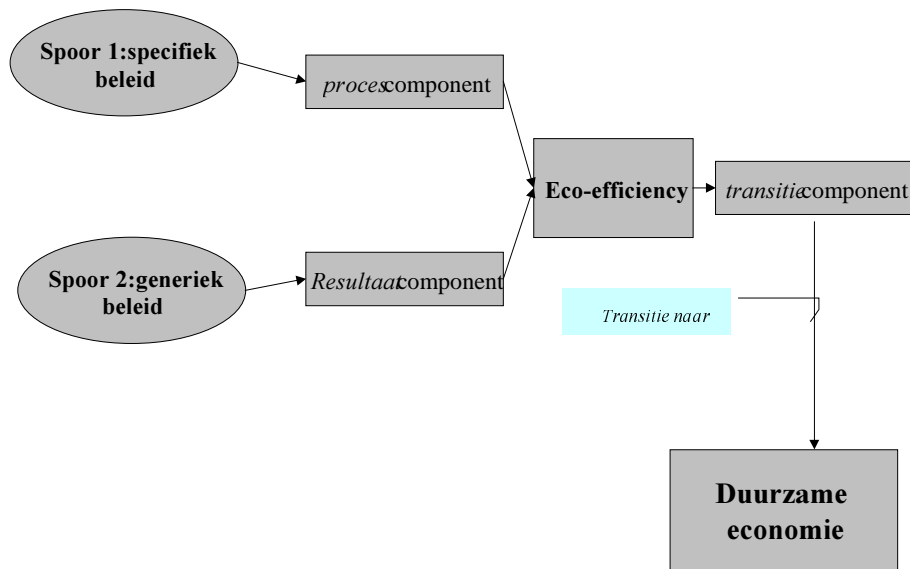 Spoor 1:specifiek
beleid
procescomponent
Eco-efficiency
transitiecomponent
Spoor 2:generiek
beleid
Resultaatcomponent
Transitie naar
Duurzame
economie